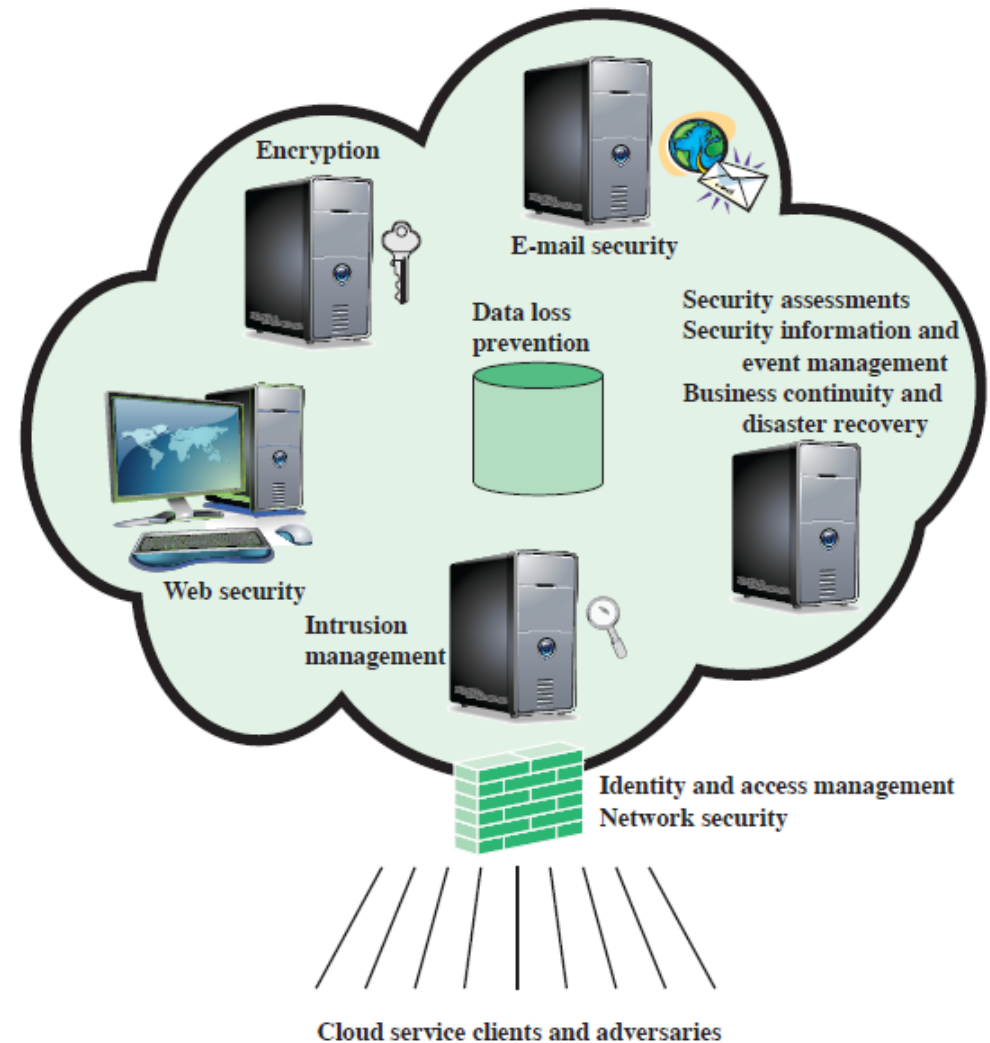 Encryption
E-mail security
Data loss
prevention
Security assessments
Security information and
event management
Business continuity and
disaster recovery
Web security
Intrusion
management
Identity and access management
Network security
Cloud service clients and adversaries